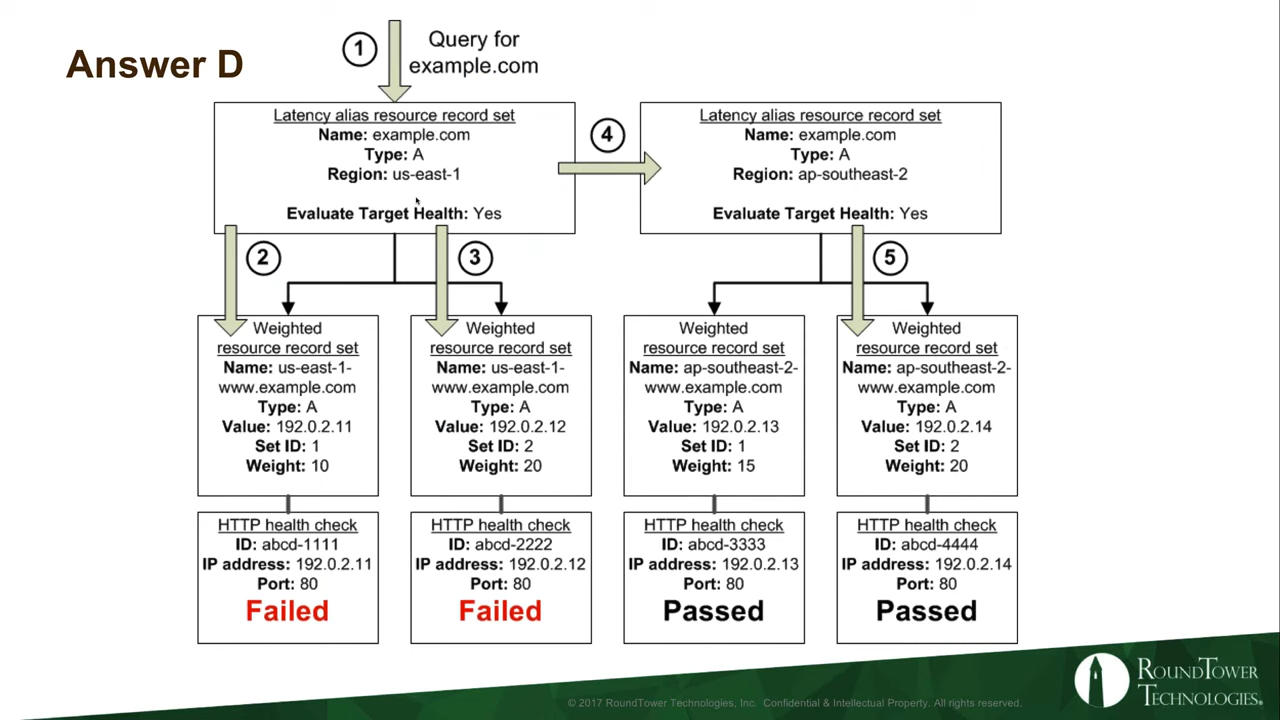 Answer D
1
Query for
example.com
Latency alias resource record set
Name: example.com
Type: A
Region: us-east-1
Evaluate Target Health: Yes
4
Latency alias resource record set
Name: example.com
Type: A
Region: ap-southeast-2
Evaluate Target Health: Yes
2
3
5
Weighted
resource record set
Name: us-east-1-
www.example.com
Type: A
Value: 192.0.2.11
Set ID: 1
Weight: 10
Weighted
resource record set
Name: us-east-1-
www.example.com
Type: A
Value: 192.0.2.12
Set ID: 2
Weight: 20
Weighted
resource record set
Name: ap-southeast-2-
www.example.com
Type: A
Value: 192.0.2.13
Set ID: 1
Weight: 15
Weighted
resource record set
Name: ap-southeast-2-
www.example.com
Type: A
Value: 192.0.2.14
Set ID: 2
Weight: 20
HTTP health check
ID: abcd-1111
IP address: 192.0.2.11
Port: 80
Failed
HTTP health check
ID: abcd-2222
IP address: 192.0.2.12
Port: 80
Failed
HTTP health check
ID: abcd-3333
IP address: 192.0.2.13
Port: 80
Passed
HTTP health check
ID: abcd-4444
IP address: 192.0.2.14
Port: 80
Passed
© 2017 RoundTower Technologies, Inc. Confidential & Intellectual Property. All rights reserved.
ROUNDTOWER
TECHNOLOGIES®